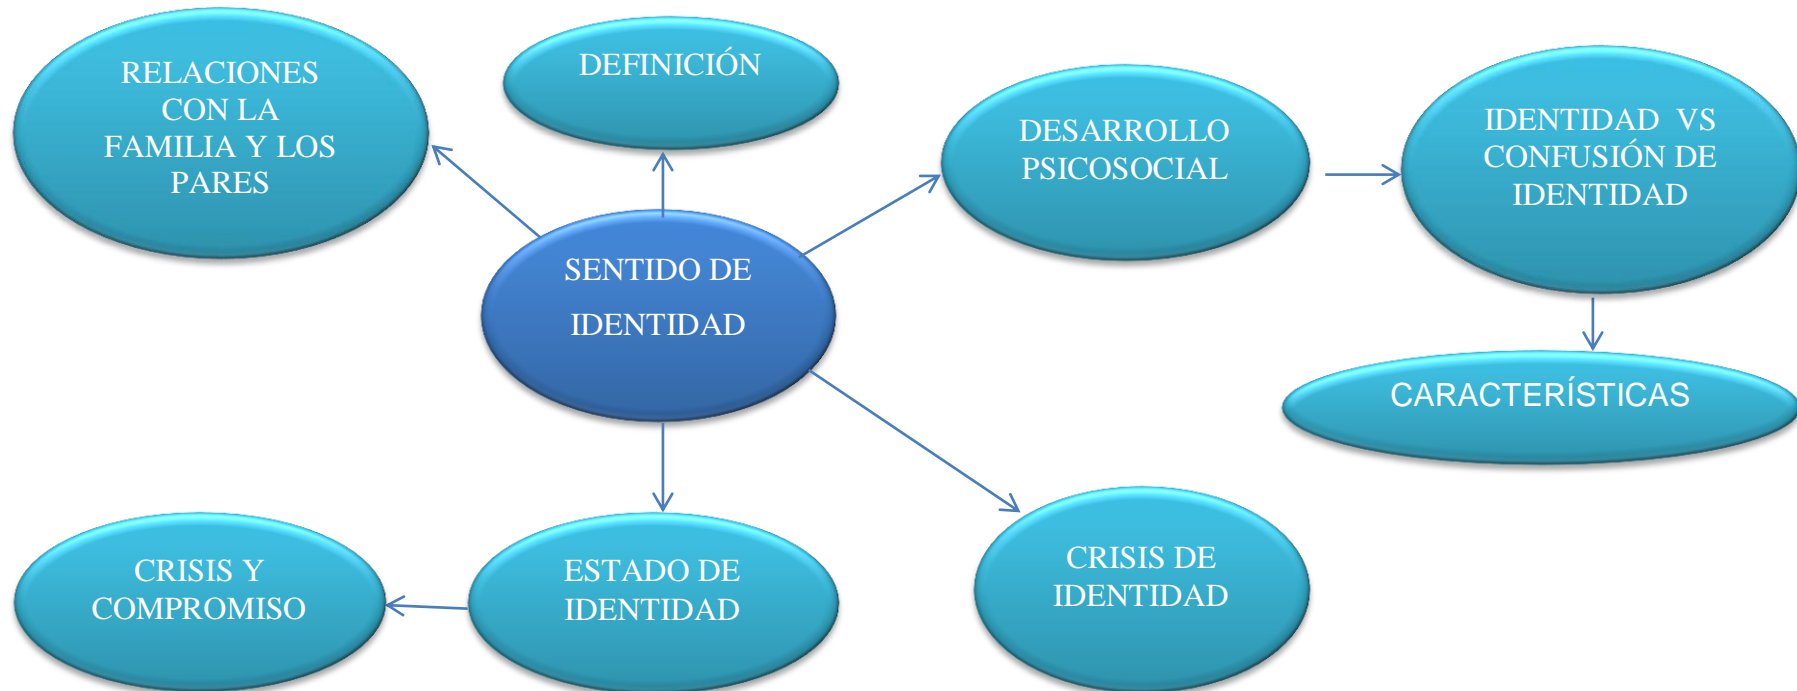 RELACIONES
CON LA
FAMILIA Y LOS
PARES
DEFINICIÓN
DESARROLLO
PSICOSOCIAL
IDENTIDAD VS
CONFUSIÓN DE
IDENTIDAD
SENTIDO DE
IDENTIDAD
CARACTERÍSTICAS
CRISIS Y
COMPROMISO
ESTADO DE
IDENTIDAD
CRISIS DE
IDENTIDAD